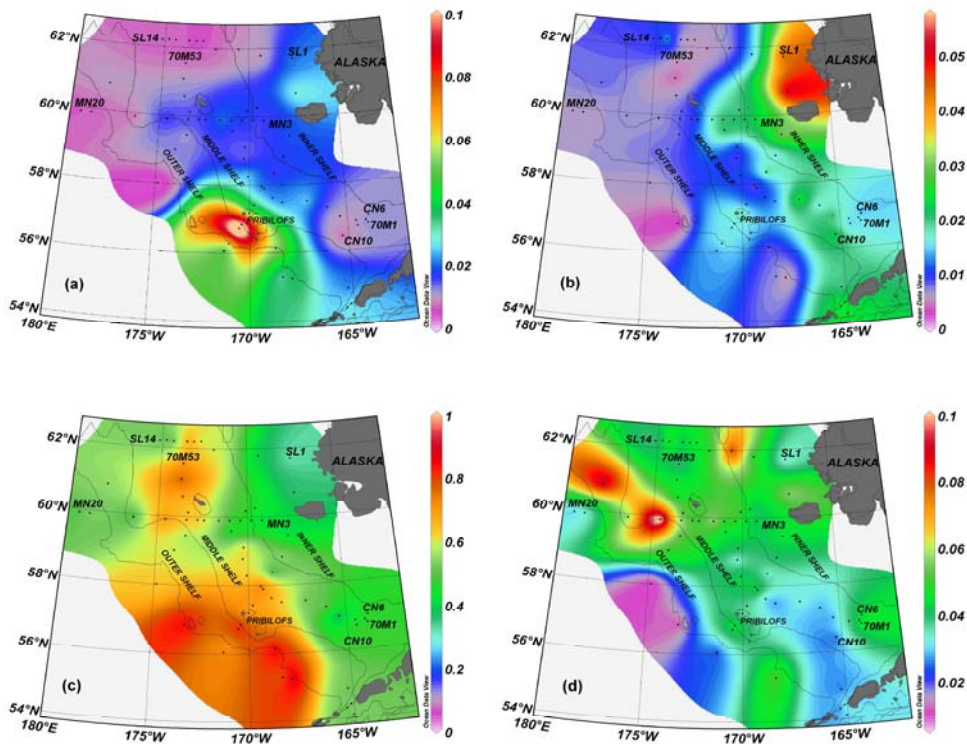 62°N
60°N
58°N
56°N
54°N
180°E
175°W
170°W
165°W
SL14
70M53
SL1
ALASKA
MN20
MN3
OUTER SHELF
MIDDLE SHELF
INNER SHELF
PRIBILOFS
CN6
70M1
CN10
(a)
0.1
0.08
0.06
0.04
0.02
0
Ocean Data View
62°N
60°N
58°N
56°N
54°N
180°E
175°W
170°W
165°W
SL14
70M53
SL1
ALASKA
MN20
MN3
OUTER SHELF
MIDDLE SHELF
INNER SHELF
PRIBILOFS
CN6
70M1
CN10
(b)
0.05
0.04
0.03
0.02
0.01
0
Ocean Data View
62°N
60°N
58°N
56°N
54°N
180°E
175°W
170°W
165°W
SL14
70M53
SL1
ALASKA
MN20
MN3
OUTER SHELF
MIDDLE SHELF
INNER SHELF
PRIBILOFS
CN6
70M1
CN10
(c)
1
0.8
0.6
0.4
0.2
0
Ocean Data View
62°N
60°N
58°N
56°N
54°N
180°E
175°W
170°W
165°W
SL14
70M53
SL1
ALASKA
MN20
MN3
OUTER SHELF
MIDDLE SHELF
INNER SHELF
PRIBILOFS
CN6
70M1
CN10
(d)
0.1
0.08
0.06
0.04
0.02
Ocean Data View